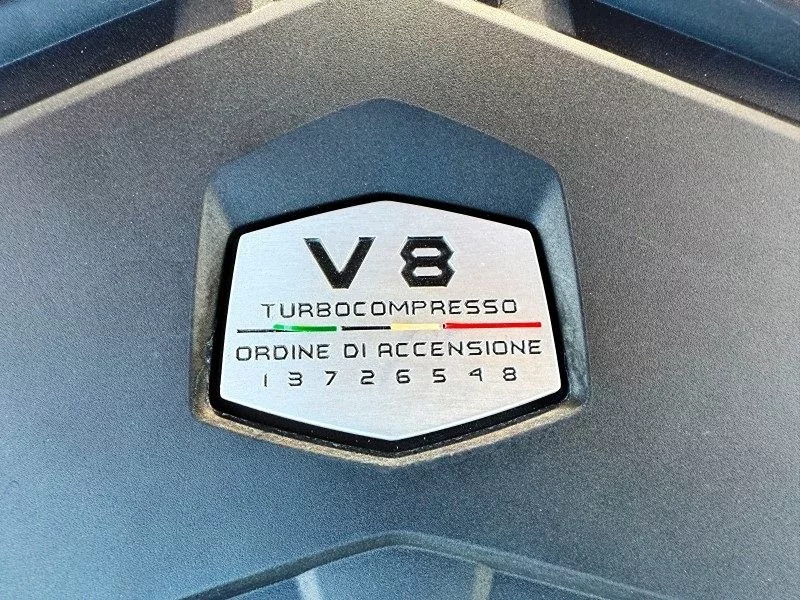 V8
TURBOCOMPRESSO
ORDINE DI ACCENSIONE
1 3 7 2 6 5 4 8